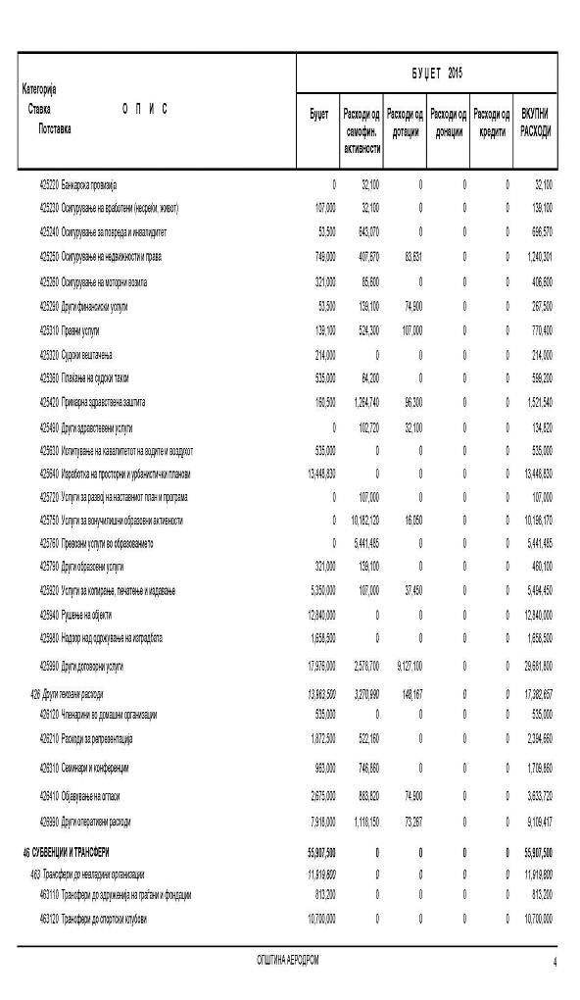 БУЏЕТ 2015
Категорија
Ставка О П И С
Потставка
Буџет Расходи од самофин. активности Расходи од дотации Расходи од донации Расходи од кредити ВКУПНИ РАСХОДИ
425220 Банкарска провизија 0 32,100 0 0 0 32,100
425230 Осигурување на вработени (несреќи, живот) 107,000 32,100 0 0 0 139,100
425240 Осигурување за повреда и инвалидитет 53,500 643,070 0 0 0 696,570
425250 Осигурување на недвижности и права 749,000 407,670 83,631 0 0 1,240,301
425260 Осигурување на моторни возила 321,000 85,600 0 0 0 406,600
425290 Други финансиски услуги 53,500 139,100 74,900 0 0 267,500
425310 Правни услуги 139,100 524,300 107,000 0 0 770,400
425320 Судски вештачења 214,000 0 0 0 0 214,000
425360 Плаќање на судски такси 535,000 64,200 0 0 0 599,200
425420 Примарна здравствена заштита 160,500 1,264,740 96,300 0 0 1,521,540
425490 Други здравствевни услуги 0 102,720 32,100 0 0 134,820
425630 Испитување на кавалитетот на водите и воздухот 535,000 0 0 0 0 535,000
425640 Изработка на просторни и урбанистички планови 13,448,830 0 0 0 0 13,448,830
425720 Услуги за развој на наставниот план и програма 0 107,000 0 0 0 107,000
425750 Услуги за вонучилишни образовни активности 0 10,182,120 16,050 0 0 10,198,170
425760 Превозни услуги во образованието 0 5,441,485 0 0 0 5,441,485
425790 Други образовни услуги 321,000 139,100 0 0 0 460,100
425920 Услуги за копирање, печатење и издавање 5,350,000 107,000 37,450 0 0 5,494,450
425940 Рушење на објекти 12,840,000 0 0 0 0 12,840,000
425980 Надзор над одржување на изградбата 1,658,500 0 0 0 0 1,658,500
425990 Други договорни услуги 17,976,000 2,578,700 9,127,100 0 0 29,681,800
426 Други тековни расходи 13,963,500 3,270,990 148,167 0 0 17,382,657
426120 Членарини во домашни организации 535,000 0 0 0 0 535,000
426210 Расходи за репрезентација 1,872,500 522,160 0 0 0 2,394,660
426310 Семинари и конференции 963,000 746,860 0 0 0 1,709,860
426410 Објавување на огласи 2,675,000 883,820 74,900 0 0 3,633,720
426990 Други оперативни расходи 7,918,000 1,118,150 73,267 0 0 9,109,417
46 СУБВЕНЦИИ И ТРАНСФЕРИ 55,907,500 0 0 0 0 55,907,500
463 Трансфери до невладини организации 11,919,800 0 0 0 0 11,919,800
463110 Трансфери до здруженија на граѓани и фондации 813,200 0 0 0 0 813,200
463120 Трансфери до спортски клубови 10,700,000 0 0 0 0 10,700,000
ОПШТИНА АЕРОДРОМ 4